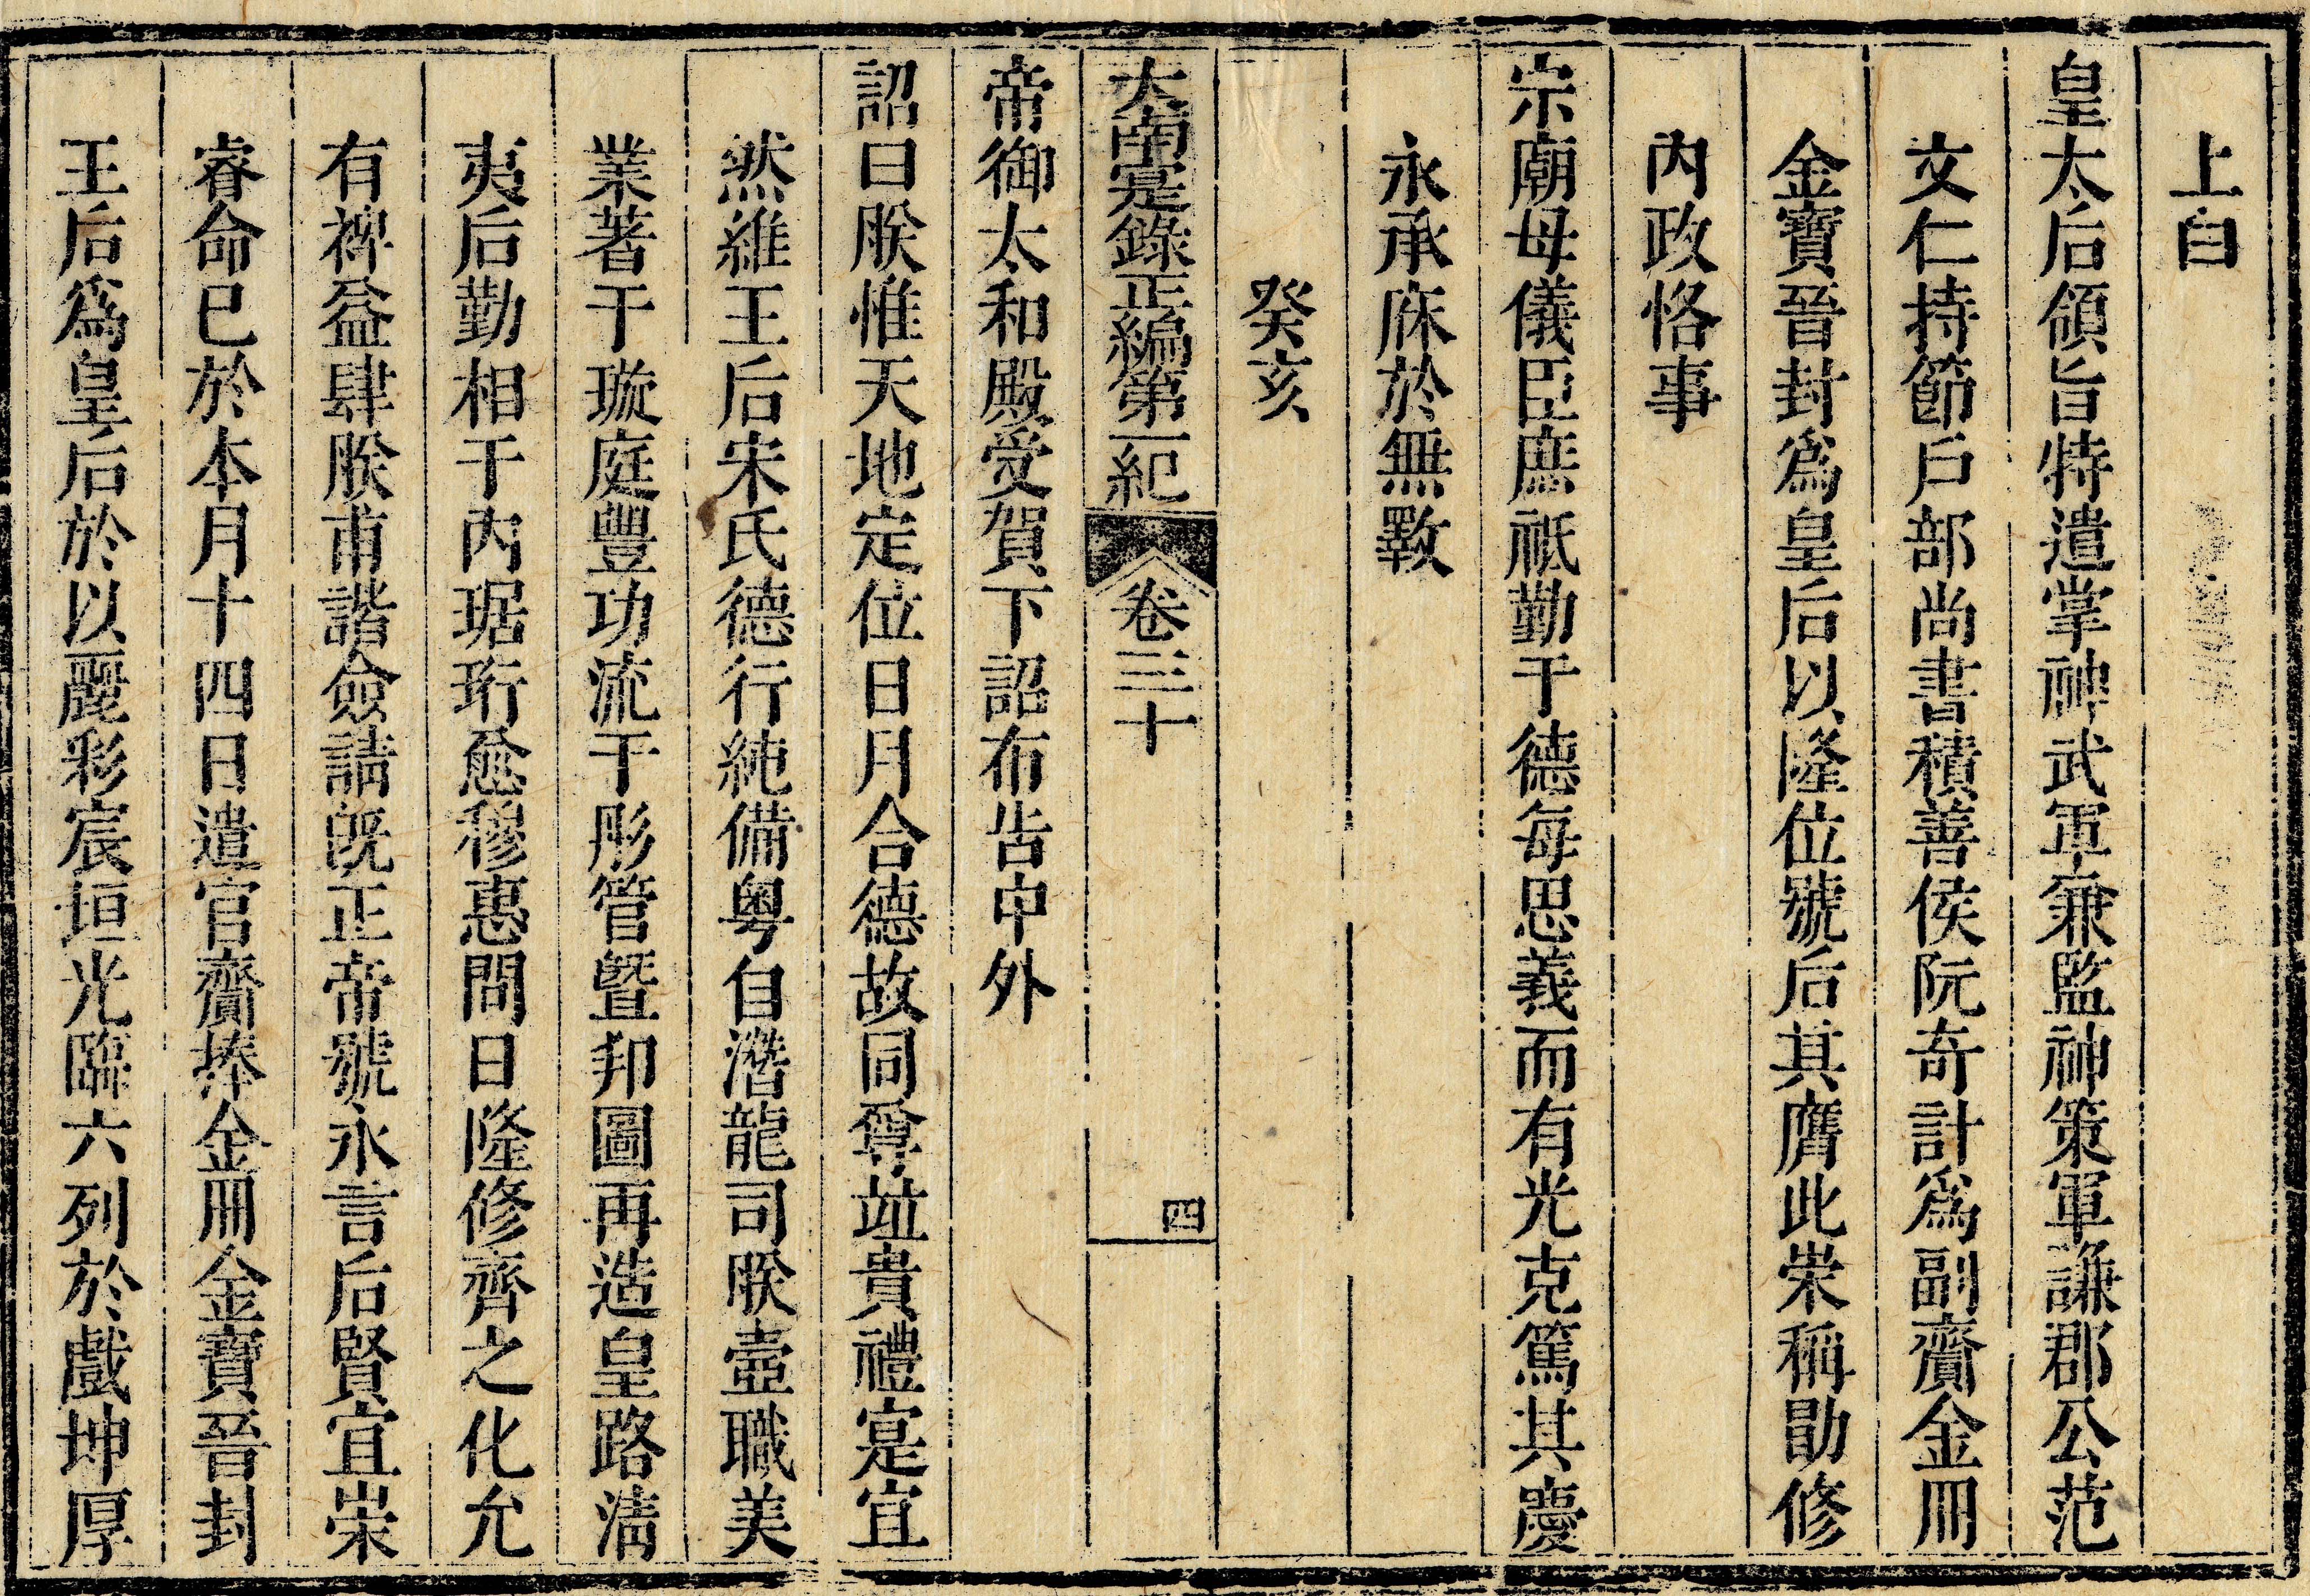 上白
皇太后領旨特遣掌神武軍兼監神策軍謙郡公范
文仁持節戶部尚書積善侯阮奇計爲副齎金冊
金寶晉封爲皇后以隆位號后其膺此崇稱勖修
內政恪事
宗廟母儀臣庶祗勤于德每思義而有光克篤其慶
永承庥於無斁
癸亥
大南寔錄正編第一紀 卷三十 四
帝御太和殿受賀下詔布告中外
詔曰朕惟天地定位日月合德故同尊竝貴禮寔宜
然維王后宋氏德行純備粵自潛龍司朕壼職美
業著于璇庭豐功流于彤管曁邦圖再造皇路淸
夷后勤相于內琚珩愈穆惠問日隆修齊之化允
有裨益肆朕甫諧僉請旣正帝號永言后賢宜崇
睿命已於本月十四日遣官齎捧金冊金寶晉封
王后爲皇后於以麗彩宸垣光臨六列於戲坤厚